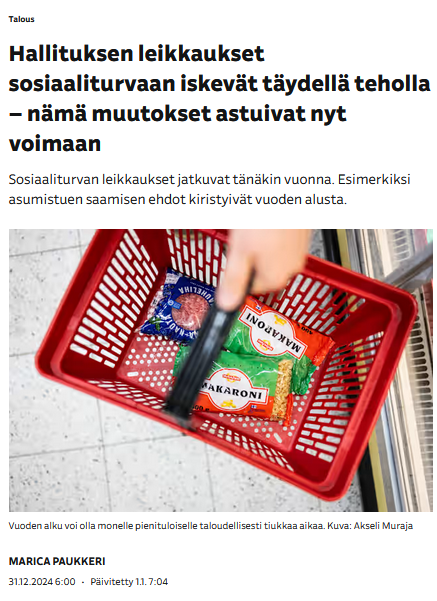 Talous
Hallituksen leikkaukset
sosiaaliturvaan iskevät täydellä teholla
– nämä muutokset astuivat nyt
voimaan
Sosiaaliturvan leikkaukset jatkuvat tänäkin vuonna. Esimerkiksi
asumistuen saamisen ehdot kiristyivät vuoden alusta.
MAKARONI
MAKARONI
Vuoden alku voi olla monelle pienituloiselle taloudellisesti tiukkaa aikaa. Kuva: Akseli Muraja
MARICA PAUKKERI
31.12.2024 6:00 · Päivitetty 1.1. 7:04